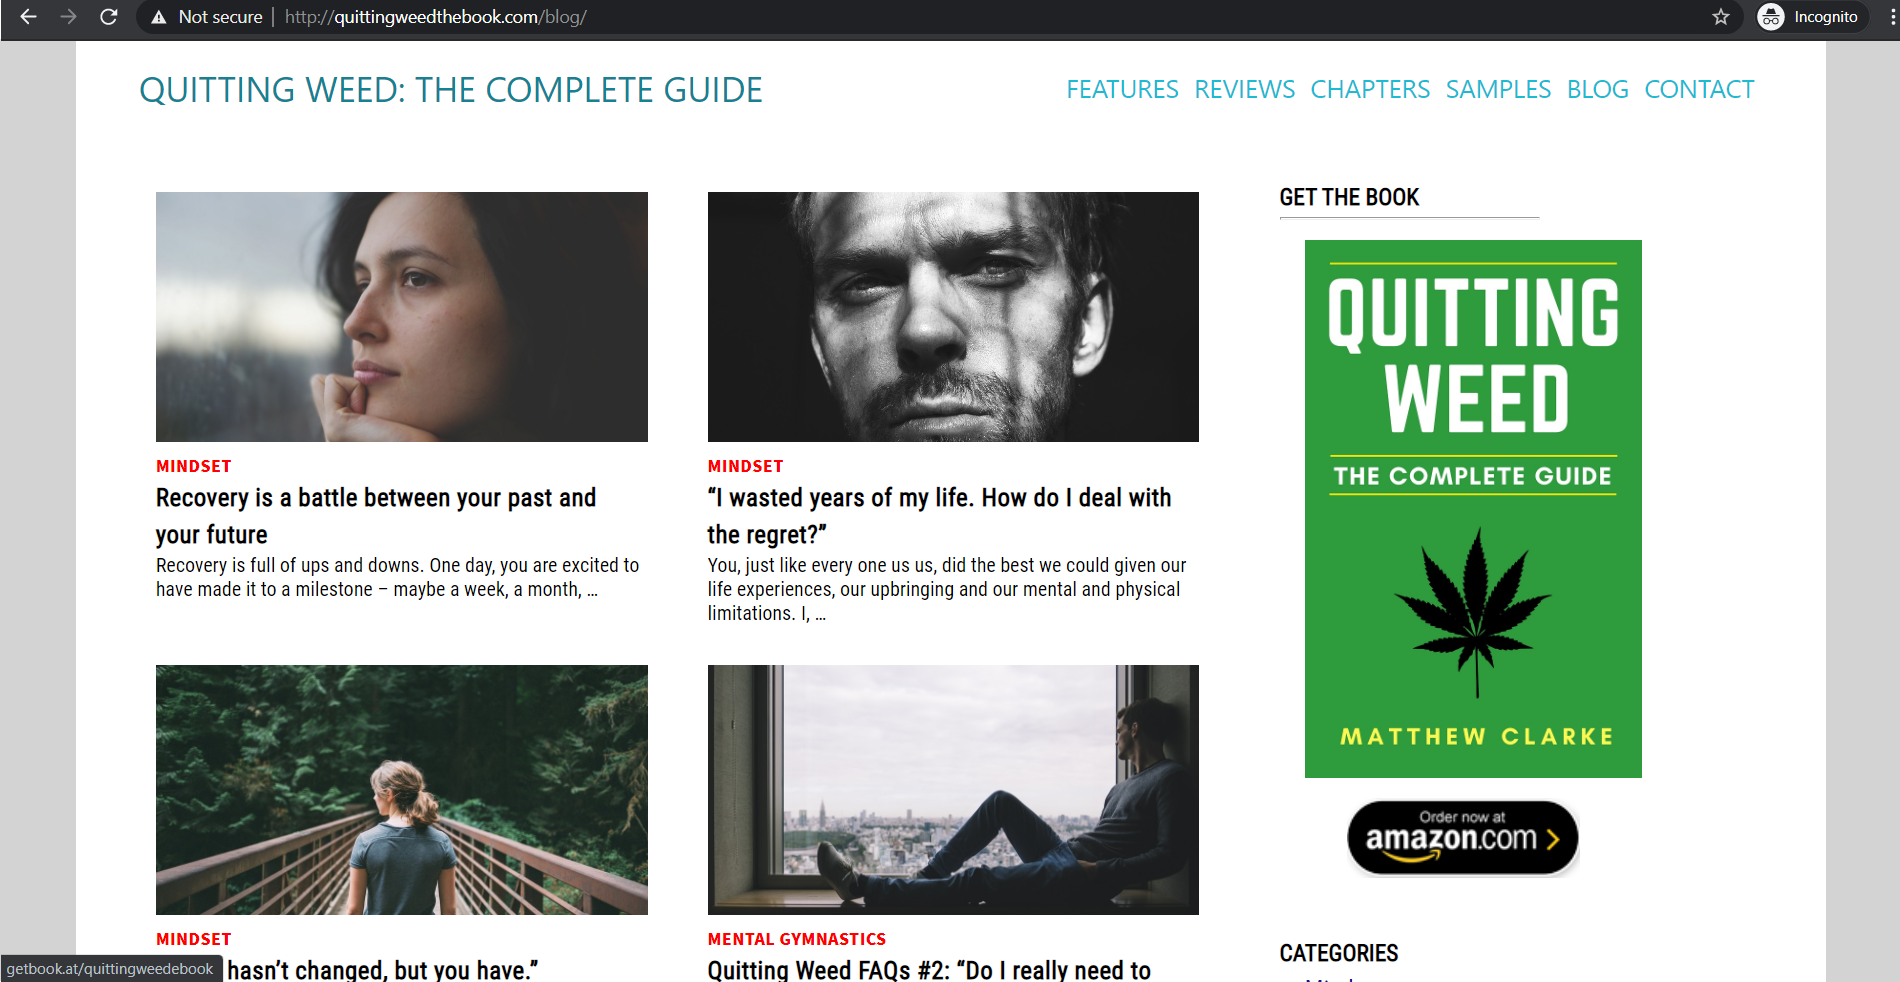 Not secure
http://quittingweedthebook.com/blog/
Incognito
QUITTING WEED: THE COMPLETE GUIDE
FEATURES REVIEWS CHAPTERS SAMPLES BLOG CONTACT
MINDSET
Recovery is a battle between your past and
your future
Recovery is full of ups and downs. One day, you are excited to
have made it to a milestone – maybe a week, a month, ...
MINDSET
“I wasted years of my life. How do I deal with
the regret?”
You, just like every one us us, did the best we could given our
life experiences, our upbringing and our mental and physical
limitations. I, ...
MINDSET
hasn’t changed, but you have.”
MENTAL GYMNASTICS
Quitting Weed FAQs #2: “Do I really need to
GET THE BOOK
QUITTING
WEED
THE COMPLETE GUIDE
MATTHEW CLARKE
Order now at
amazon.com
CATEGORIES
getbook.at/quittingweedebook